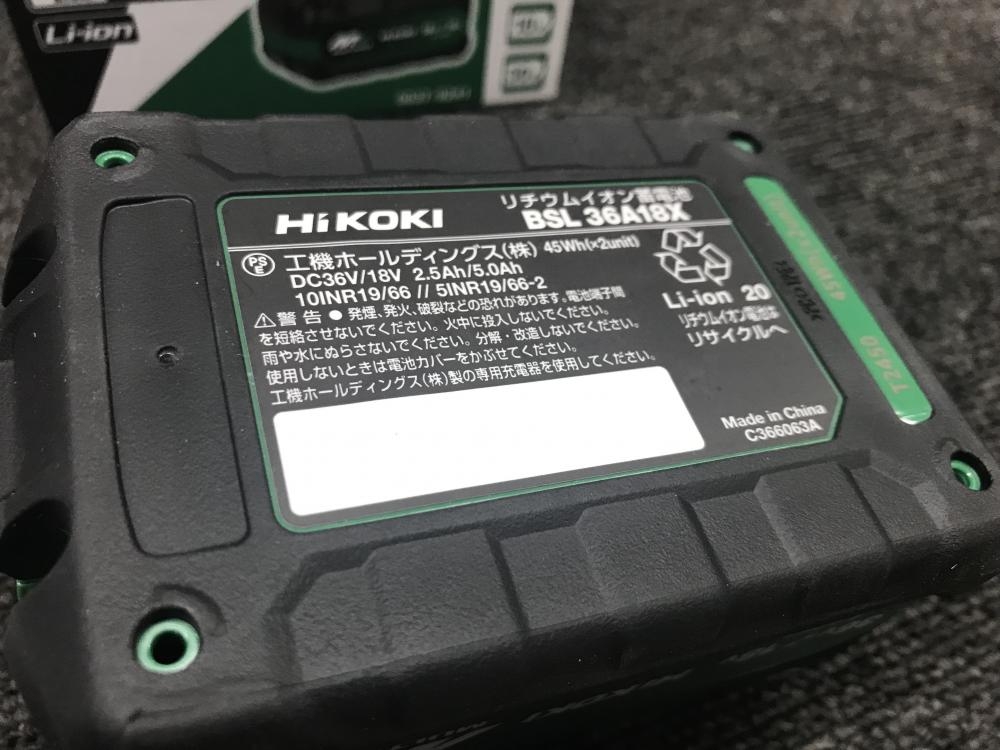 Li-ion
HiKOKI
リチウムイオン蓄電池
BSL 36A18X
PS
E
工機ホールディングス(株) 45Wh(×2unit)
DC36V/18V 2.5Ah/5.0Ah
10INR19/66 // 5INR19/66-2
警告 ● 発煙、発火、破裂などの恐れがあります。電池端子間
を短絡させないでください。火中に投入しないでください。
雨や水にぬらさないでください。分解・改造しないでください。
使用しないときは電池カバーをかぶせてください。
工機ホールディングス(株)製の専用充電器を使用してください。
Li-ion 20
リチウムイオン電池は
リサイクルへ
Made in China
C366063A
45Wh(×2unit)
T2450